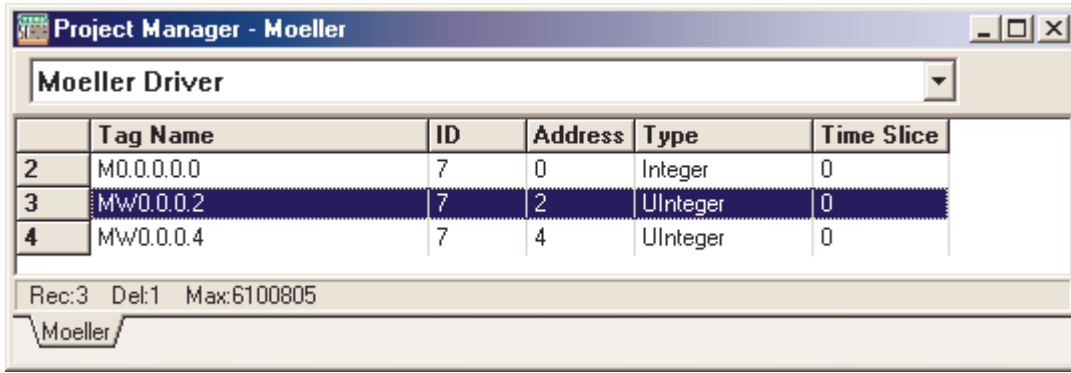 Project Manager - Moeller
Moeller Driver
Tag Name ID Address Type Time Slice
2 M0.0.0.0.0 7 0 Integer 0
3 MW0.0.0.2 7 2 UInteger 0
4 MW0.0.0.4 7 4 UInteger 0
Rec:3 Del:1 Max:6100805
Moeller